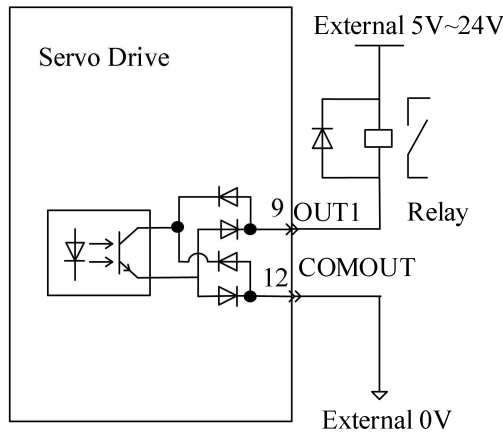 External 5V~24V
Servo Drive
9 OUT1
Relay
12 COMOUT
External 0V